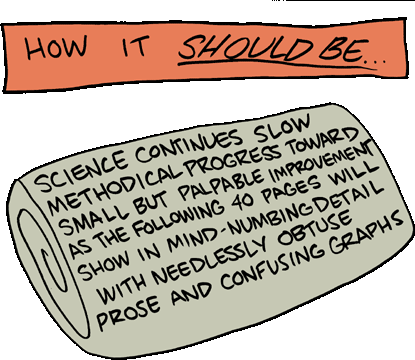 HOW IT SHOULD BE...
SCIENCE CONTINUES SLOW
METHODICAL PROGRESS TOWARD
SMALL BUT PALPABLE IMPROVEMENT
AS THE FOLLOWING 40 PAGES WILL
SHOW IN MIND-NUMBING DETAIL
WITH NEEDLESSLY OBTUSE
PROSE AND CONFUSING GRAPHS